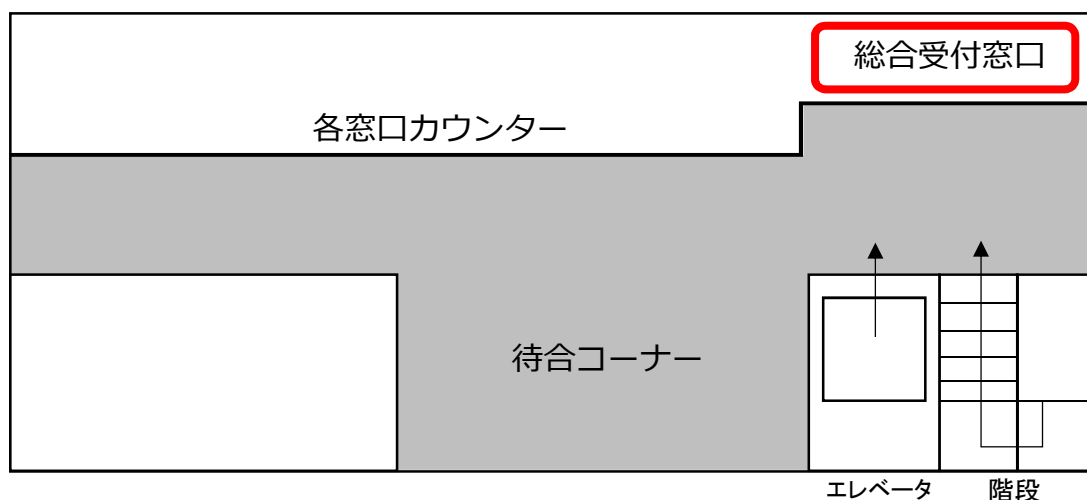 総合受付窓口
各窓口カウンター
待合コーナー
エレベータ
階段